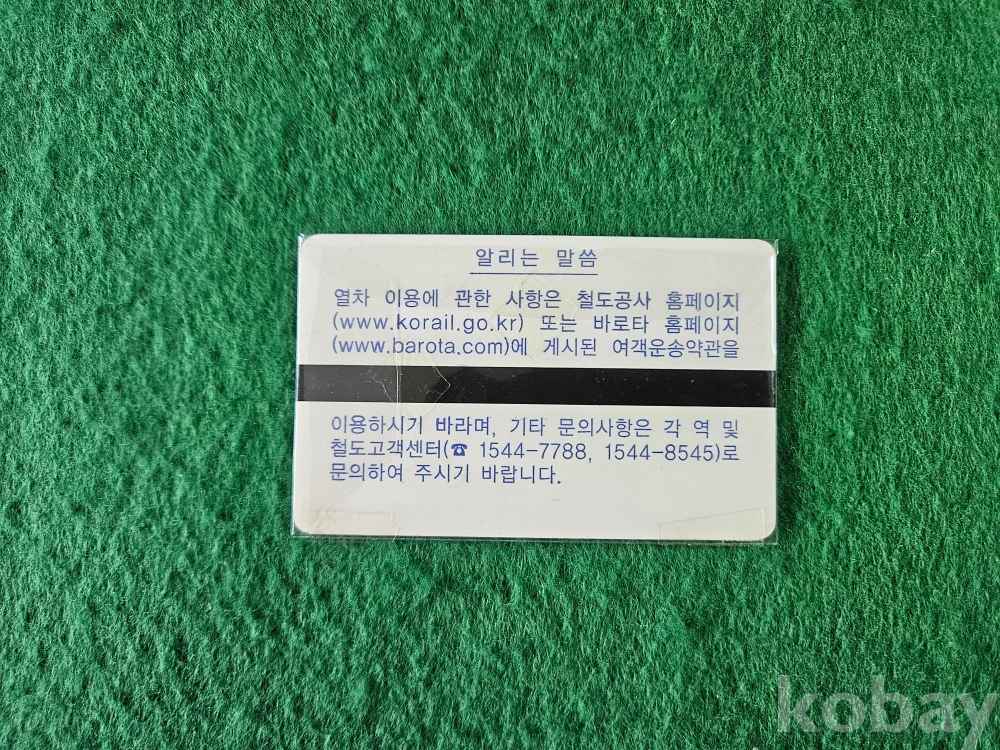 알리는 말씀
열차 이용에 관한 사항은 철도공사 홈페이지
(www.korail.go.kr) 또는 바로타 홈페이지
(www.barota.com)에 게시된 여객운송약관을
이용하시기 바라며, 기타 문의사항은 각 역 및
철도고객센터(☎ 1544-7788, 1544-8545)로
문의하여 주시기 바랍니다.
kobay